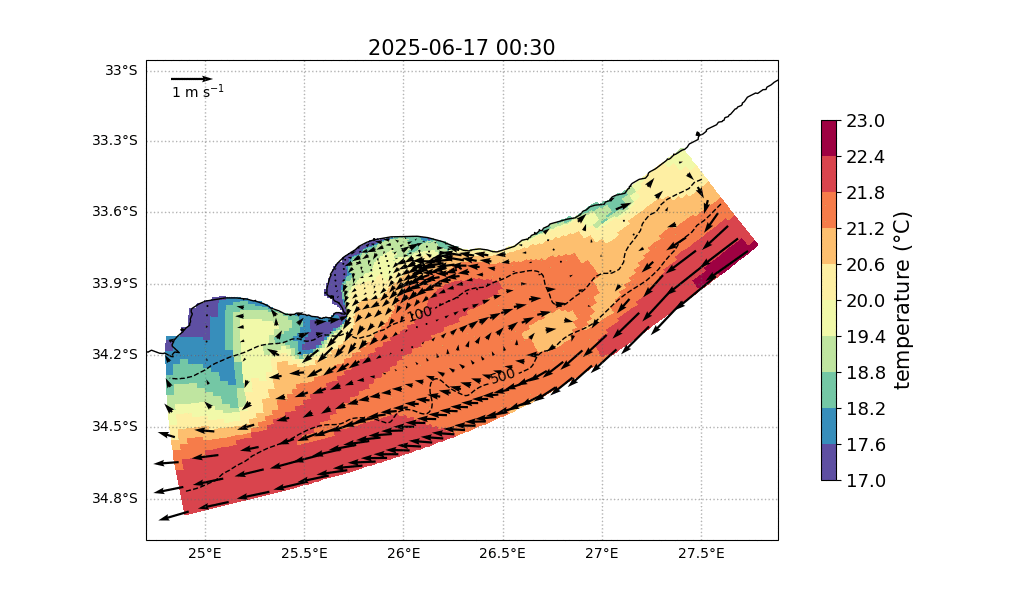 2025-06-17 00:30
33°S
33.3°S
33.6°S
33.9°S
34.2°S
34.5°S
34.8°S
1 m s⁻¹
100
500
25°E
25.5°E
26°E
26.5°E
27°E
27.5°E
23.0
22.4
21.8
21.2
20.6
20.0
19.4
18.8
18.2
17.6
17.0
temperature (°C)